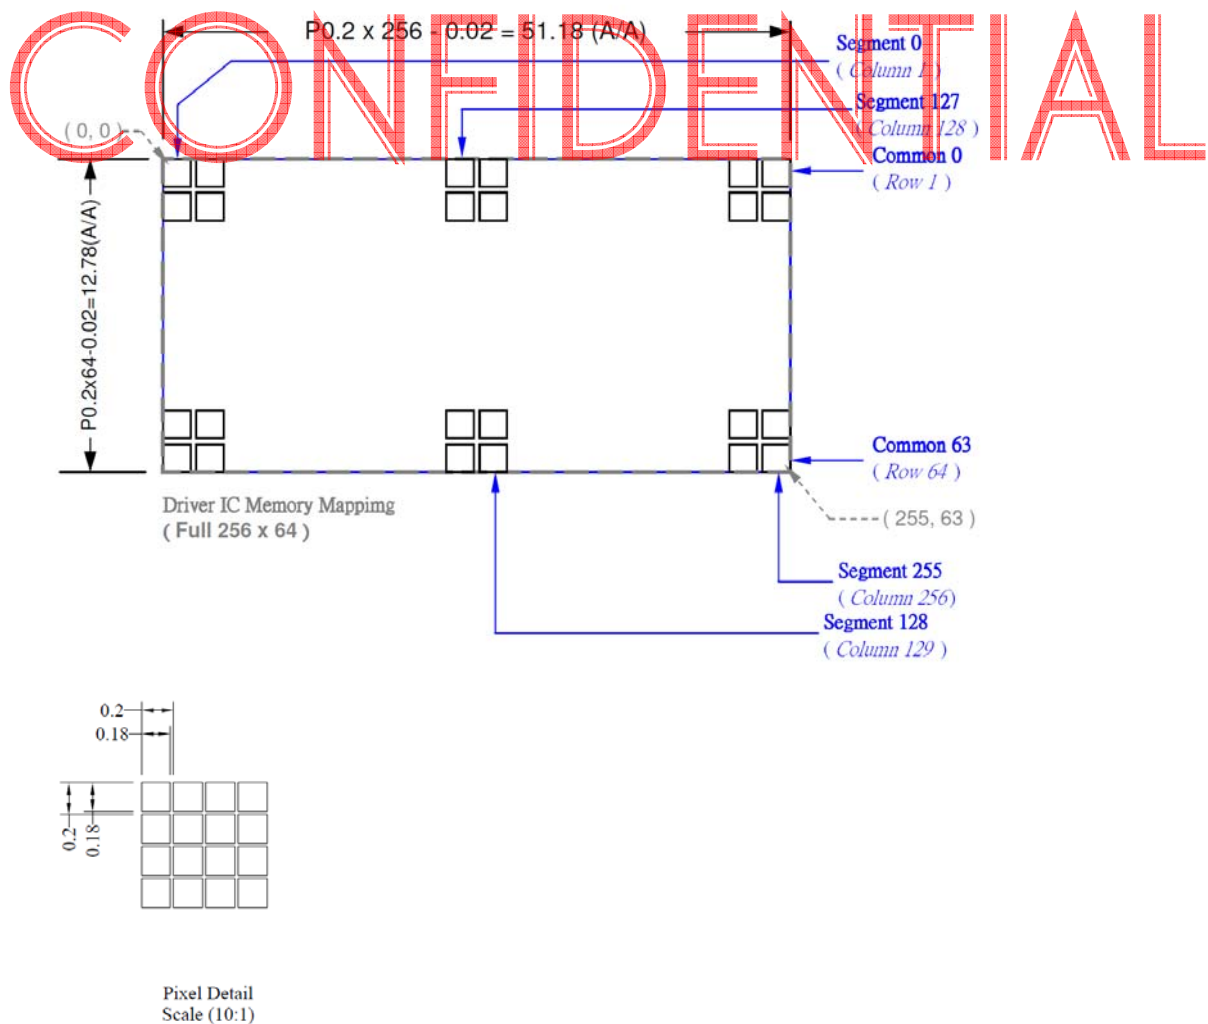 CONFIDENTIAL
P0.2 x 256 - 0.02 = 51.18 (A/A)
Segment 0
( Column 1 )
Segment 127
( Column 128 )
( 0, 0 )
Common 0
( Row 1 )
P0.2x64-0.02=12.78(A/A)
Common 63
( Row 64 )
Driver IC Memory Mappimg
( Full 256 x 64 )
( 255, 63 )
Segment 255
( Column 256)
Segment 128
( Column 129 )
0.2
0.18
0.2
0.18
Pixel Detail
Scale (10:1)